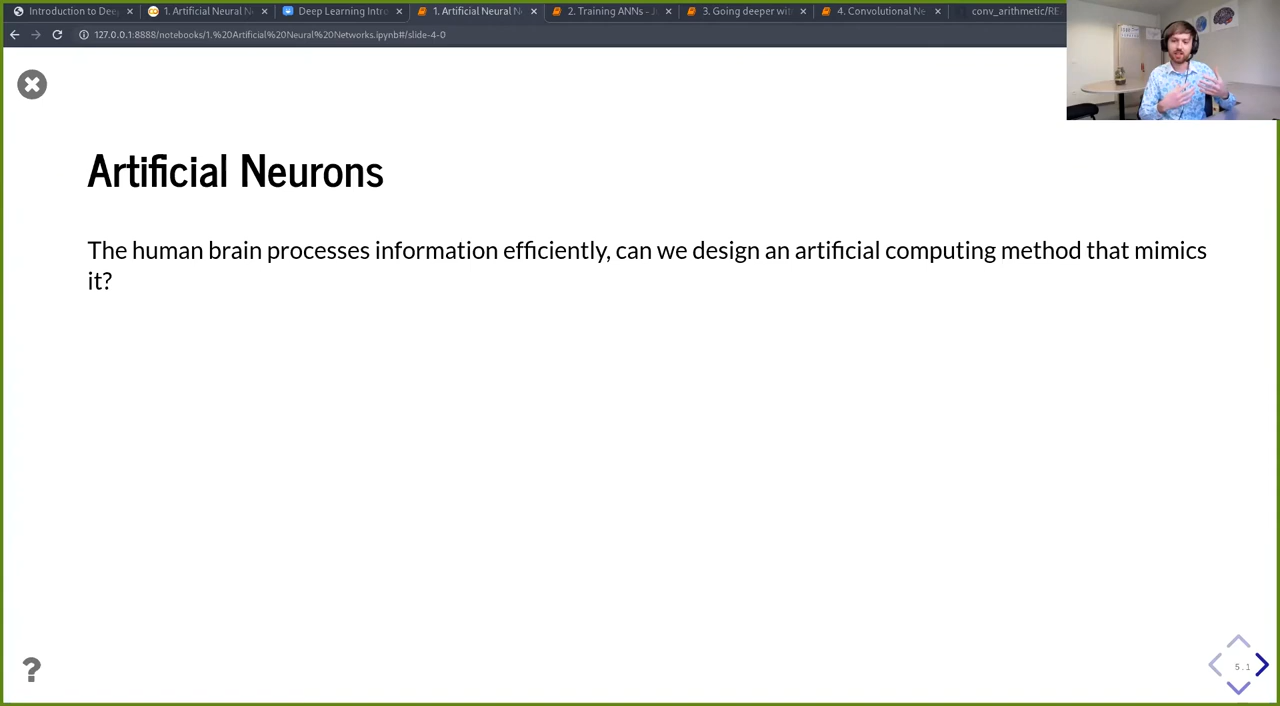 Introduction to Dee
1. Artificial Neural N
Deep Learning Intro
1. Artificial Neural N
2. Training ANNs - J
3. Going deeper wit
4. Convolutional Ne
conv_arithmetic/RE
127.0.0.1:8888/notebooks/1.%20Artificial%20Neural%20Networks.ipynb#/slide-4-0
Artificial Neurons
The human brain processes information efficiently, can we design an artificial computing method that mimics
it?
?
5.1